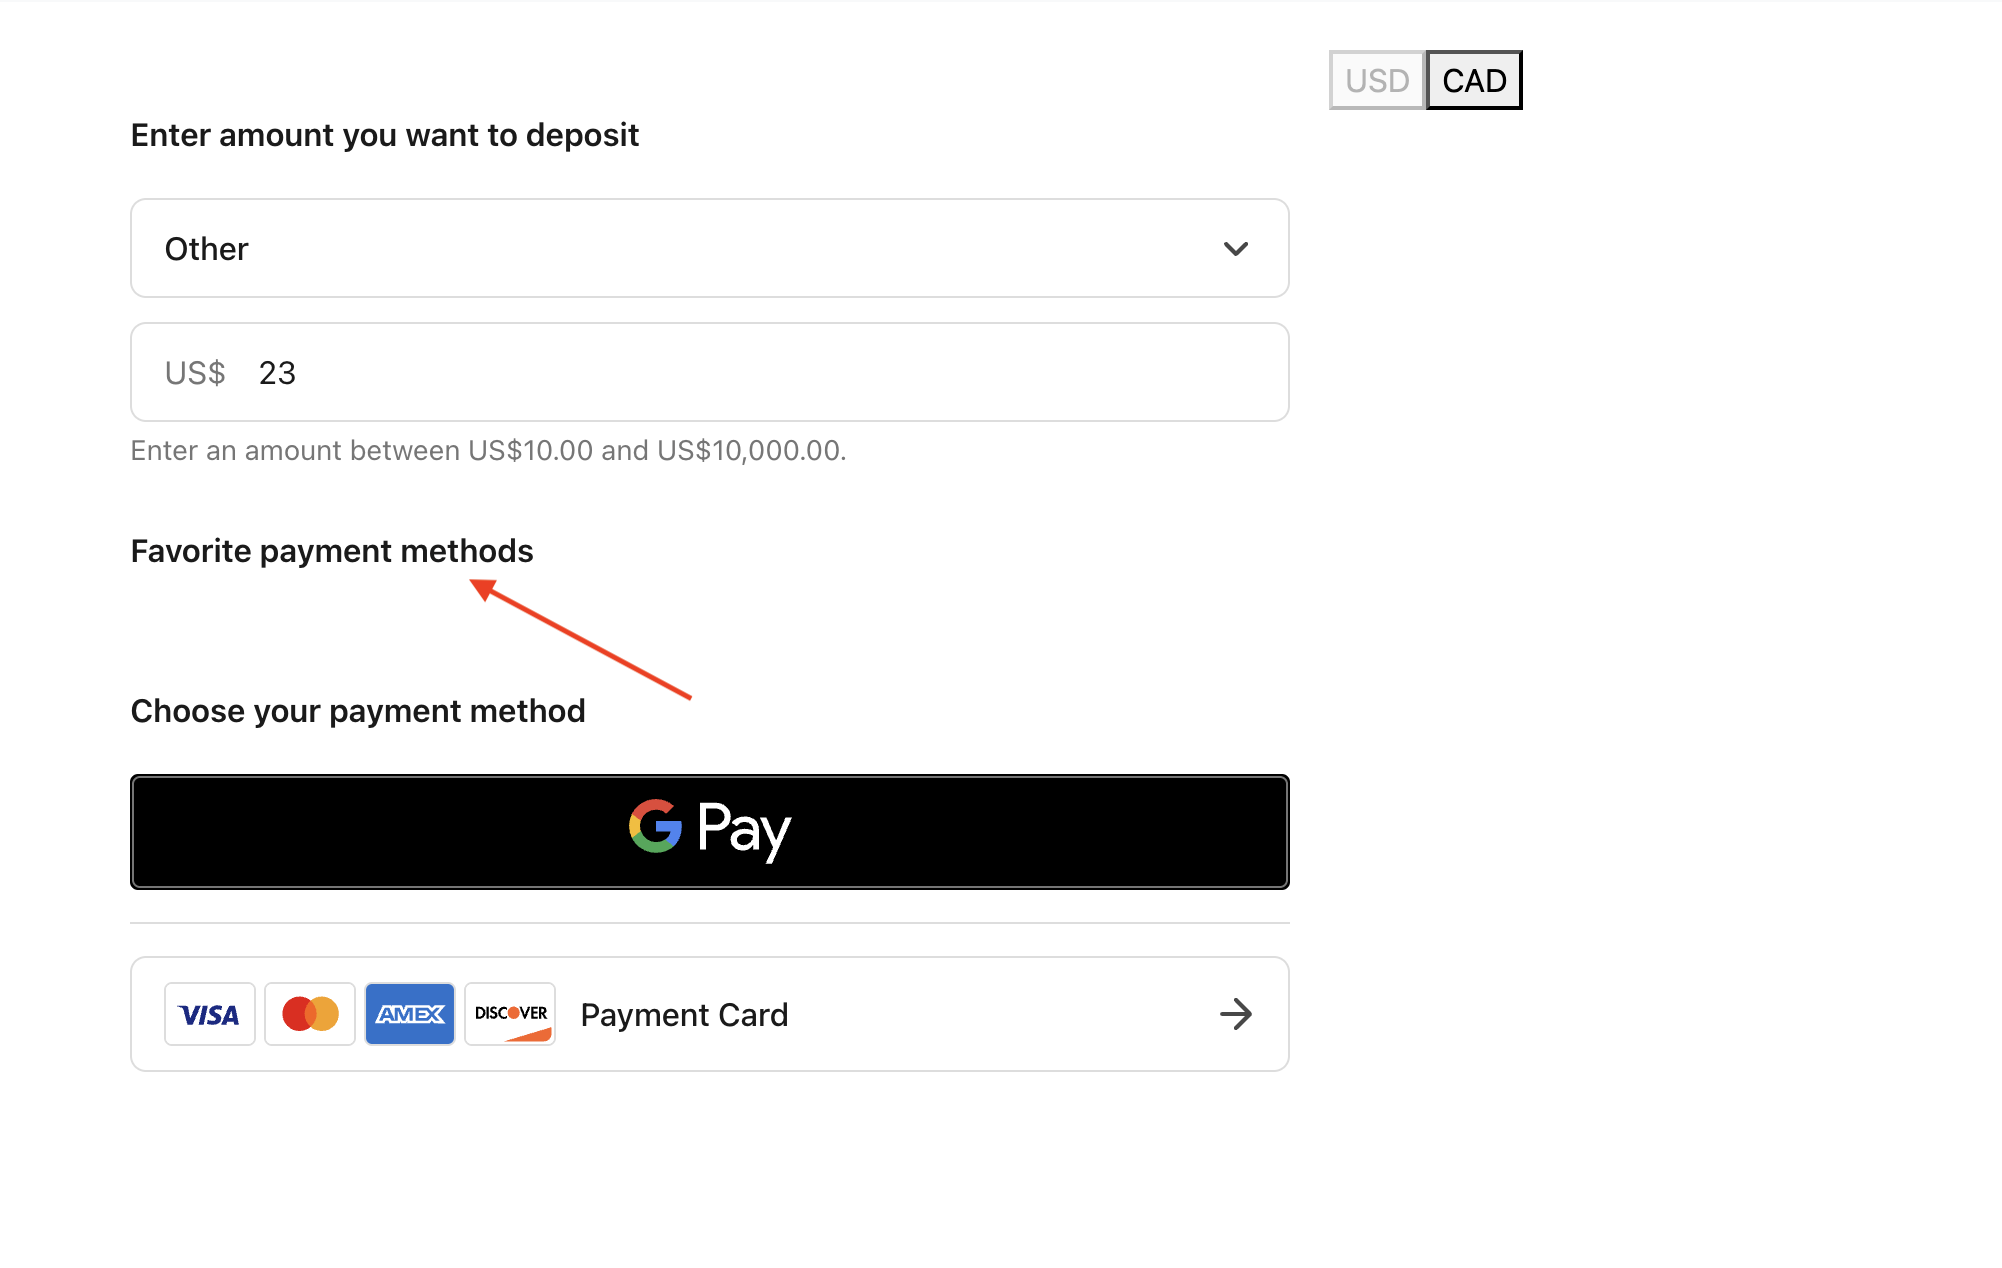 USD CAD
Enter amount you want to deposit
Other
US$ 23
Enter an amount between US$10.00 and US$10,000.00.
Favorite payment methods
Choose your payment method
G Pay
VISA AMEX DISCOVER Payment Card